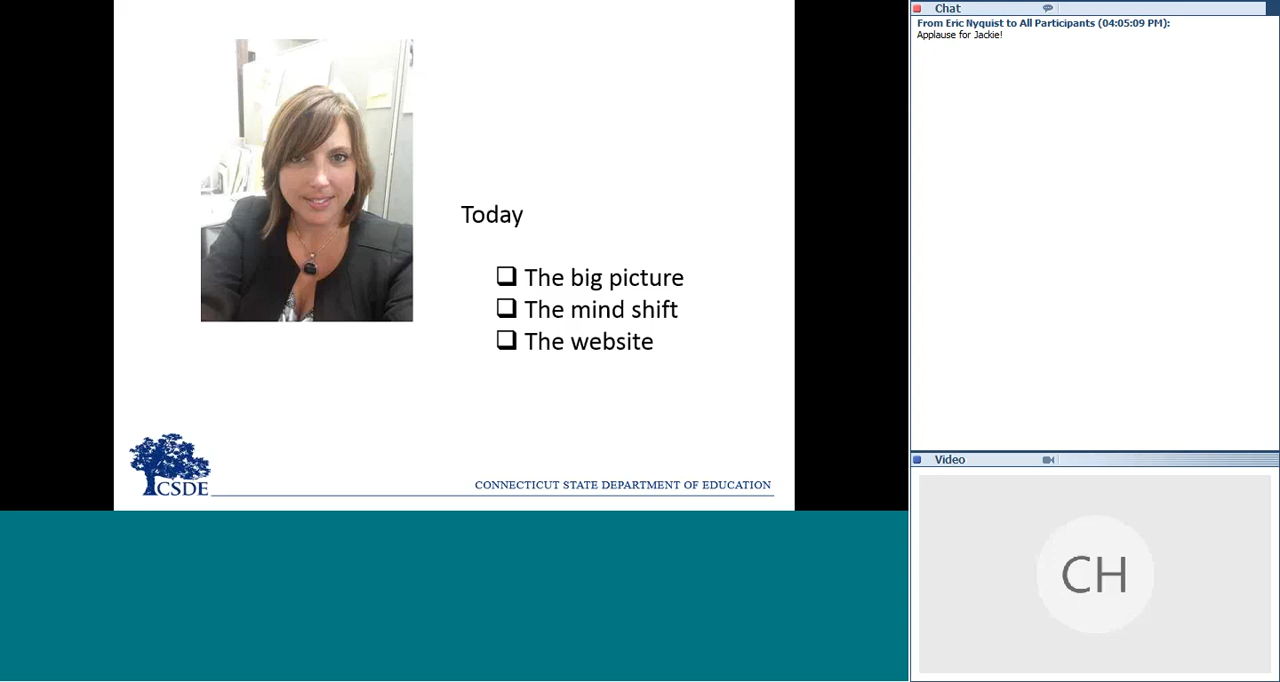 Today
The big picture
The mind shift
The website
CSDE
CONNECTICUT STATE DEPARTMENT OF EDUCATION
Chat
From Eric Nyquist to All Participants (04:05:09 PM):
Applause for Jackie!
Video
CH